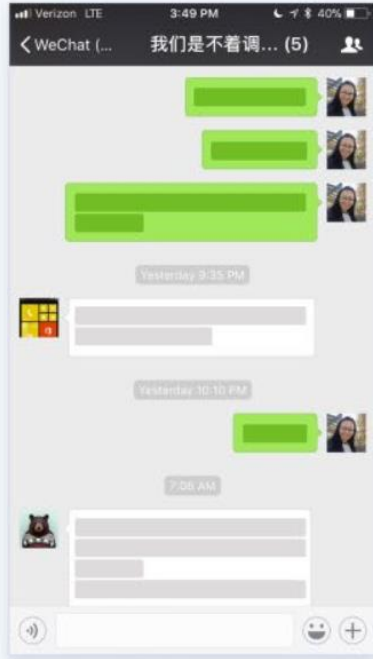 Verizon LTE 3:49 PM 40%
WeChat (... 我们是不着调... (5)
Yesterday 9:35 PM
Yesterday 10:10 PM
7:08 AM